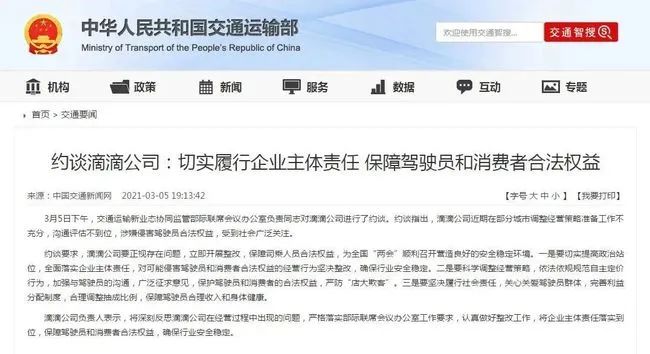 中华人民共和国交通运输部
Ministry of Transport of the People's Republic of China
欢迎使用交通智搜...
交通智搜
机构
政策
新闻
服务
数据
互动
专题
首页 > 交通要闻
约谈滴滴公司：切实履行企业主体责任 保障驾驶员和消费者合法权益
来源：中国交通新闻网 2021-03-05 19:13:42
【字号 大 中 小】 【我要打印】
3月5日下午，交通运输新业态协同监管部际联席会议办公室负责同志对滴滴公司进行了约谈。约谈指出，滴滴公司近期在部分城市调整经营策略准备工作不
充分，沟通评估不到位，涉嫌侵害驾驶员合法权益，受到社会广泛关注。
约谈要求，滴滴公司要正视存在问题，立即开展整改，保障司乘人员合法权益，为全国“两会”顺利召开营造良好的安全稳定环境。一是要切实提高政治站
位，全面落实企业主体责任，对可能侵害驾驶员和消费者合法权益的经营行为坚决整改，确保行业安全稳定。二是要科学调整经营策略，依法依规规范自主定价
行为，加强与驾驶员的沟通，广泛征求意见，保护驾驶员和消费者的合法权益，严防“店大欺客”。三是要坚决履行社会责任，关心关爱驾驶员群体，完善利益
分配制度，合理调整抽成比例，保障驾驶员合理收入和身体健康。
滴滴公司负责人表示，将深刻反思滴滴公司在经营过程中出现的问题，严格落实部际联席会议办公室工作要求，认真做好整改工作，将企业主体责任落实到
位，保障驾驶员和消费者合法权益，确保行业安全稳定。